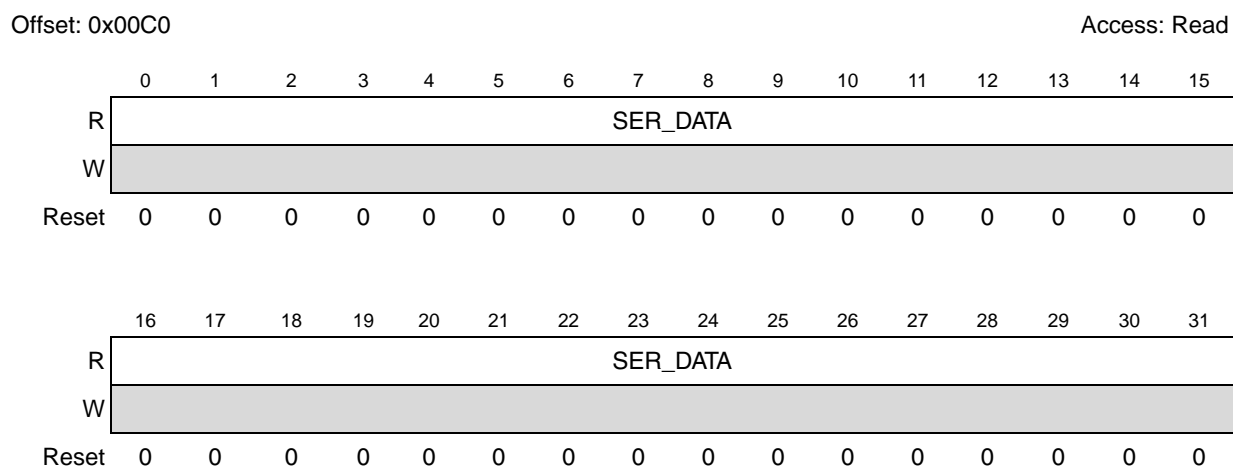 Offset: 0x00C0 Access: Read
0 1 2 3 4 5 6 7 8 9 10 11 12 13 14 15
R SER_DATA
W
Reset 0 0 0 0 0 0 0 0 0 0 0 0 0 0 0 0
16 17 18 19 20 21 22 23 24 25 26 27 28 29 30 31
R SER_DATA
W
Reset 0 0 0 0 0 0 0 0 0 0 0 0 0 0 0 0